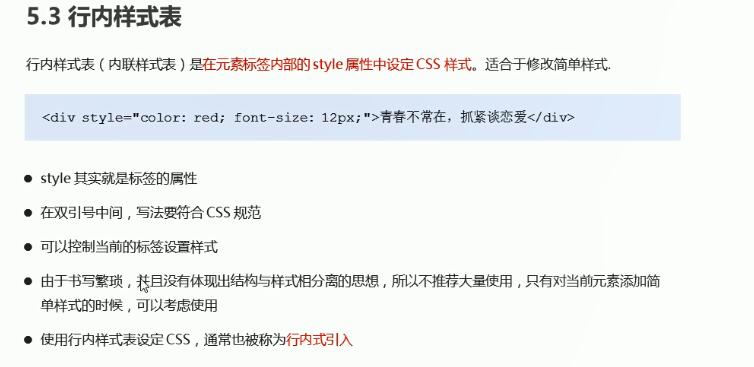 5.3 行内样式表
行内样式表（内联样式表）是在元素标签内部的 style 属性中设定 CSS 样式。适合于修改简单样式.
<div style="color: red; font-size: 12px;">青春不常在，抓紧谈恋爱</div>
● style 其实就是标签的属性
● 在双引号中间，写法要符合 CSS 规范
● 可以控制当前的标签设置样式
● 由于书写繁琐，并且没有体现出结构与样式相分离的思想，所以不推荐大量使用，只有对当前元素添加简
单样式的时候，可以考虑使用
● 使用行内样式表设定 CSS，通常也被称为行内式引入